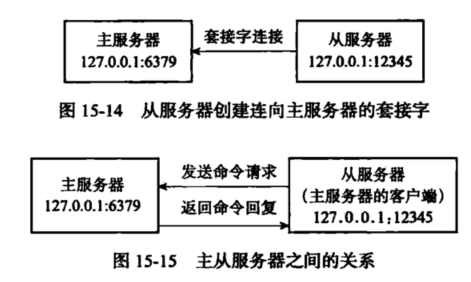 主服务器
127.0.0.1:6379
套接字连接
从服务器
127.0.0.1:12345
图 15-14 从服务器创建连向主服务器的套接字
主服务器
127.0.0.1:6379
发送命令请求
返回命令回复
从服务器
(主服务器的客户端)
127.0.0.1:12345
图 15-15 主从服务器之间的关系